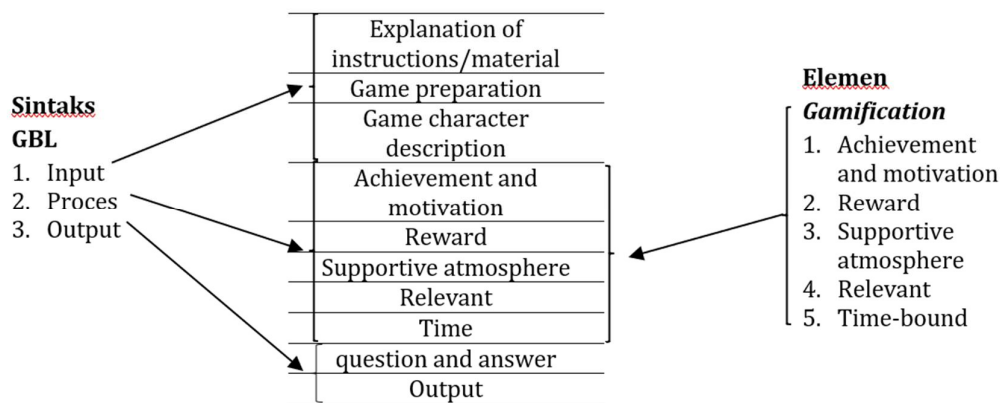 Sintaks
GBL
1. Input
2. Proces
3. Output
Explanation of
instructions/material
Game preparation
Game character
description
Achievement and
motivation
Reward
Supportive atmosphere
Relevant
Time
question and answer
Output
Elemen
Gamification
1. Achievement
and motivation
2. Reward
3. Supportive
atmosphere
4. Relevant
5. Time-bound